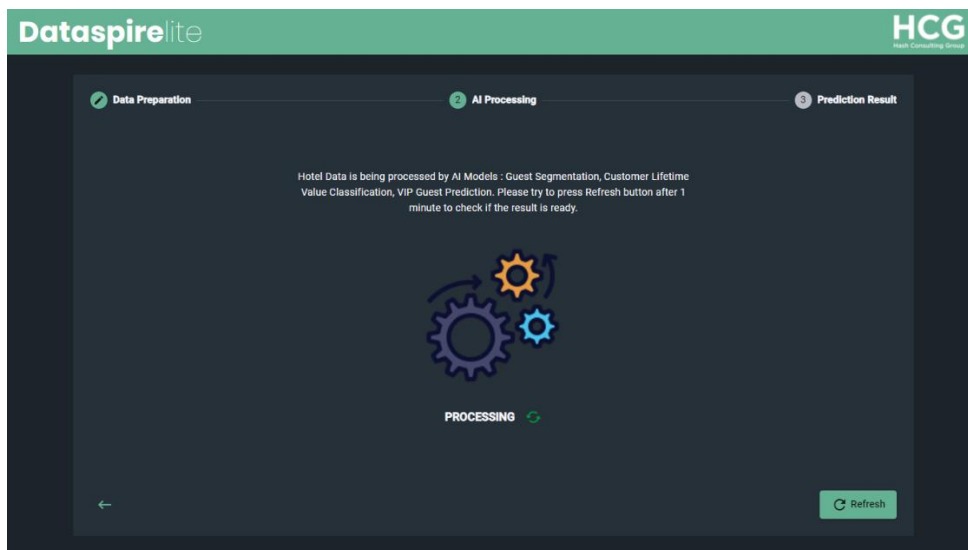 Dataspirelite
HCG
Hash Consulting Group
Data Preparation
2 AI Processing
3 Prediction Result
Hotel Data is being processed by AI Models : Guest Segmentation, Customer Lifetime
Value Classification, VIP Guest Prediction. Please try to press Refresh button after 1
minute to check if the result is ready.
PROCESSING
Refresh